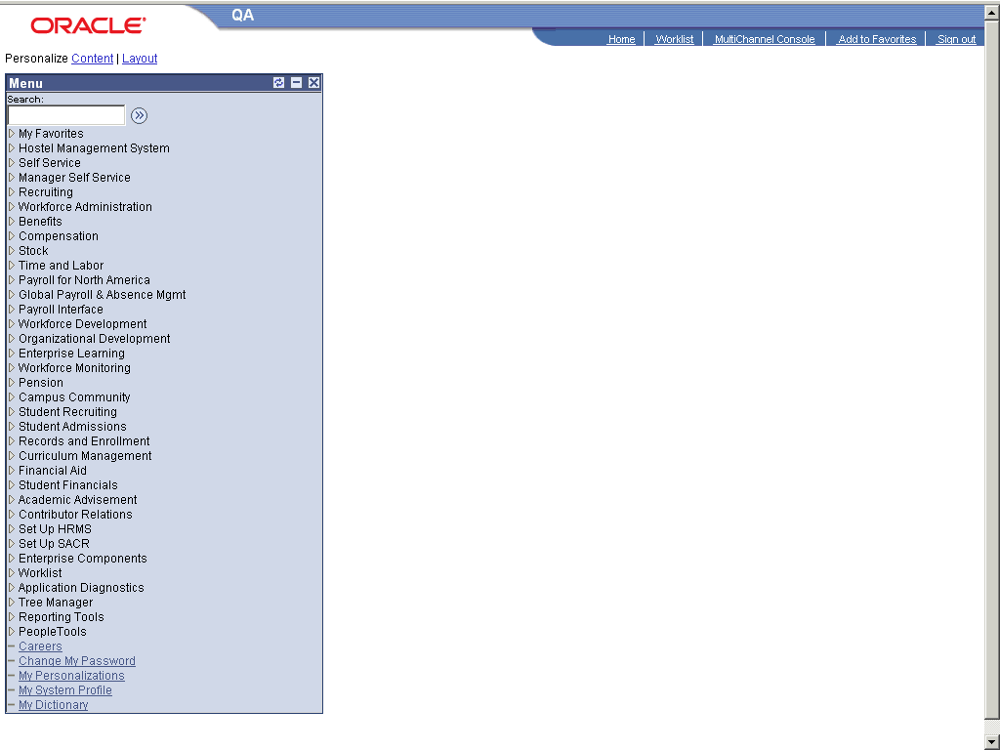 ORACLE
QA
Home
Worklist
MultiChannel Console
Add to Favorites
Sign out
Personalize Content | Layout
Menu
Search:
My Favorites
Hostel Management System
Self Service
Manager Self Service
Recruiting
Workforce Administration
Benefits
Compensation
Stock
Time and Labor
Payroll for North America
Global Payroll & Absence Mgmt
Payroll Interface
Workforce Development
Organizational Development
Enterprise Learning
Workforce Monitoring
Pension
Campus Community
Student Recruiting
Student Admissions
Records and Enrollment
Curriculum Management
Financial Aid
Student Financials
Academic Advisement
Contributor Relations
Set Up HRMS
Set Up SACR
Enterprise Components
Worklist
Application Diagnostics
Tree Manager
Reporting Tools
PeopleTools
Careers
Change My Password
My Personalizations
My System Profile
My Dictionary